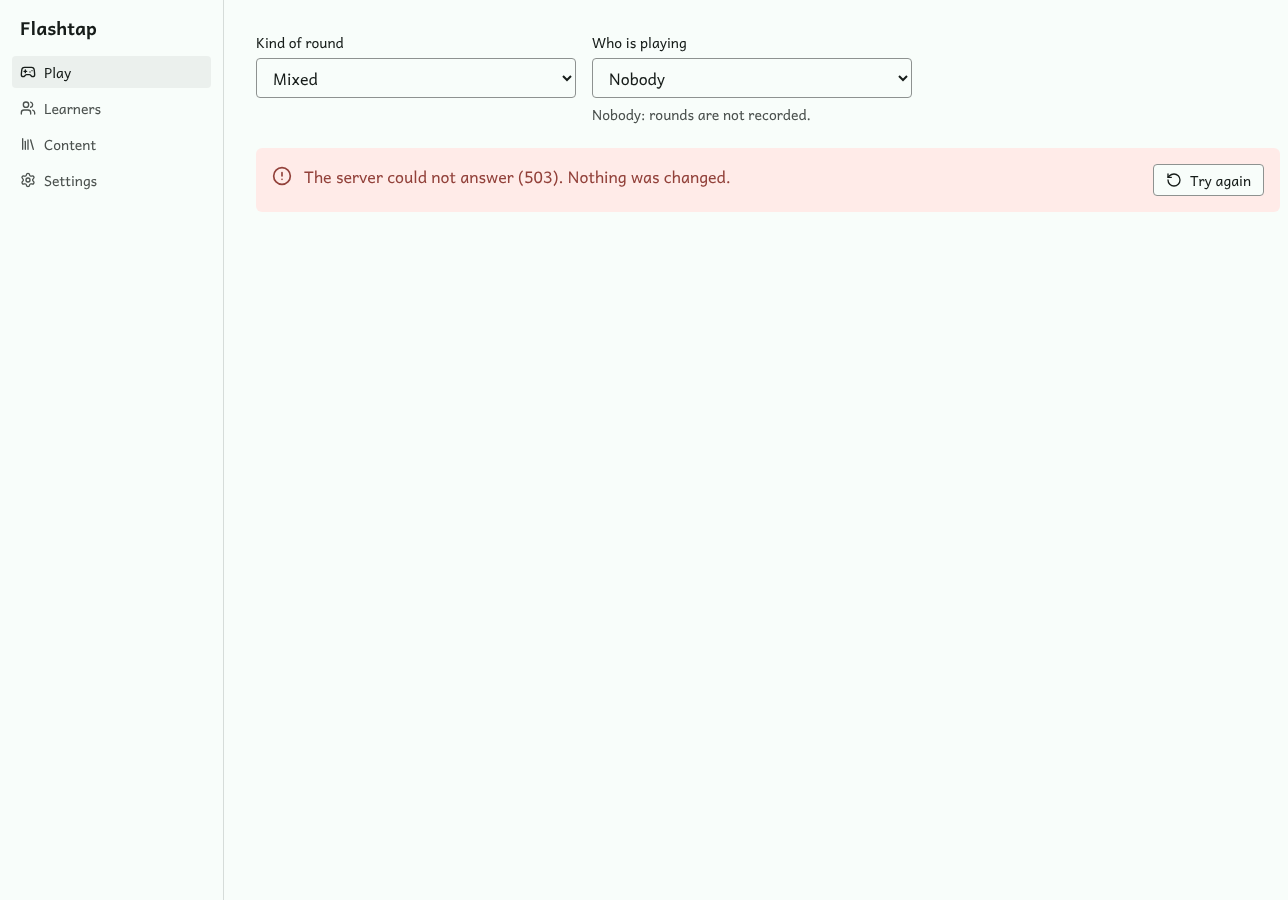 Flashtap
Play
Learners
Content
Settings
Kind of round
Mixed
Who is playing
Nobody
Nobody: rounds are not recorded.
The server could not answer (503). Nothing was changed.
Try again